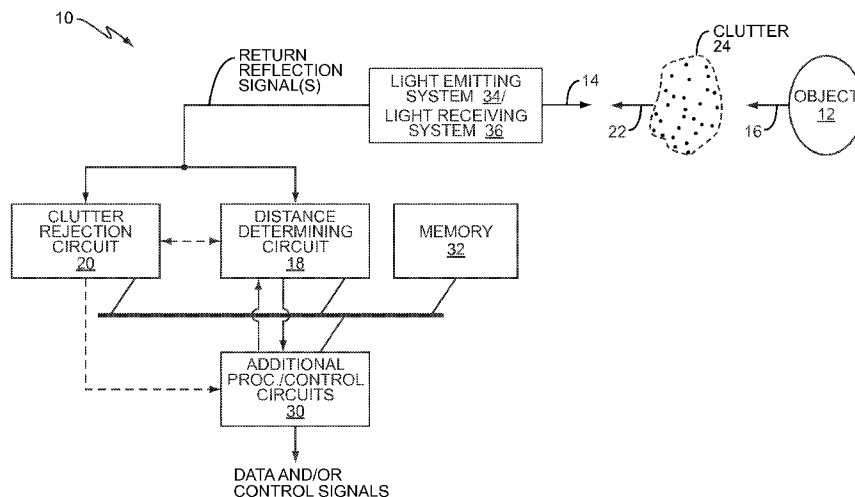 10
CLUTTER
24
RETURN
REFLECTION
SIGNAL(S)
LIGHT EMITTING
SYSTEM 34/
LIGHT RECEIVING
SYSTEM 36
14
22
16
OBJECT
12
CLUTTER
REJECTION
CIRCUIT
20
DISTANCE
DETERMINING
CIRCUIT
18
MEMORY
32
ADDITIONAL
PROC./CONTROL
CIRCUITS
30
DATA AND/OR
CONTROL SIGNALS